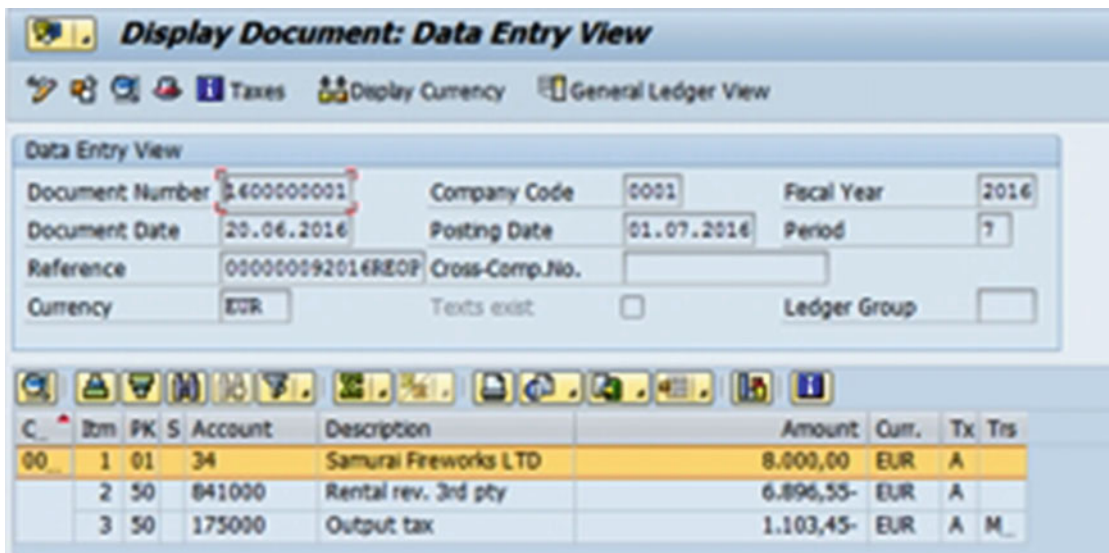 Display Document: Data Entry View
Taxes Display Currency General Ledger View
Data Entry View
Document Number 1600000001 Company Code 0001 Fiscal Year 2016
Document Date 20.06.2016 Posting Date 01.07.2016 Period 7
Reference 000000092016REOP Cross-Comp.No.
Currency EUR Texts exist Ledger Group
C_ Itm PK S Account Description Amount Curr. Tx Trs
00_ 1 01 34 Samurai Fireworks LTD 8.000,00 EUR A
2 50 841000 Rental rev. 3rd pty 6.896,55- EUR A
3 50 175000 Output tax 1.103,45- EUR A M_